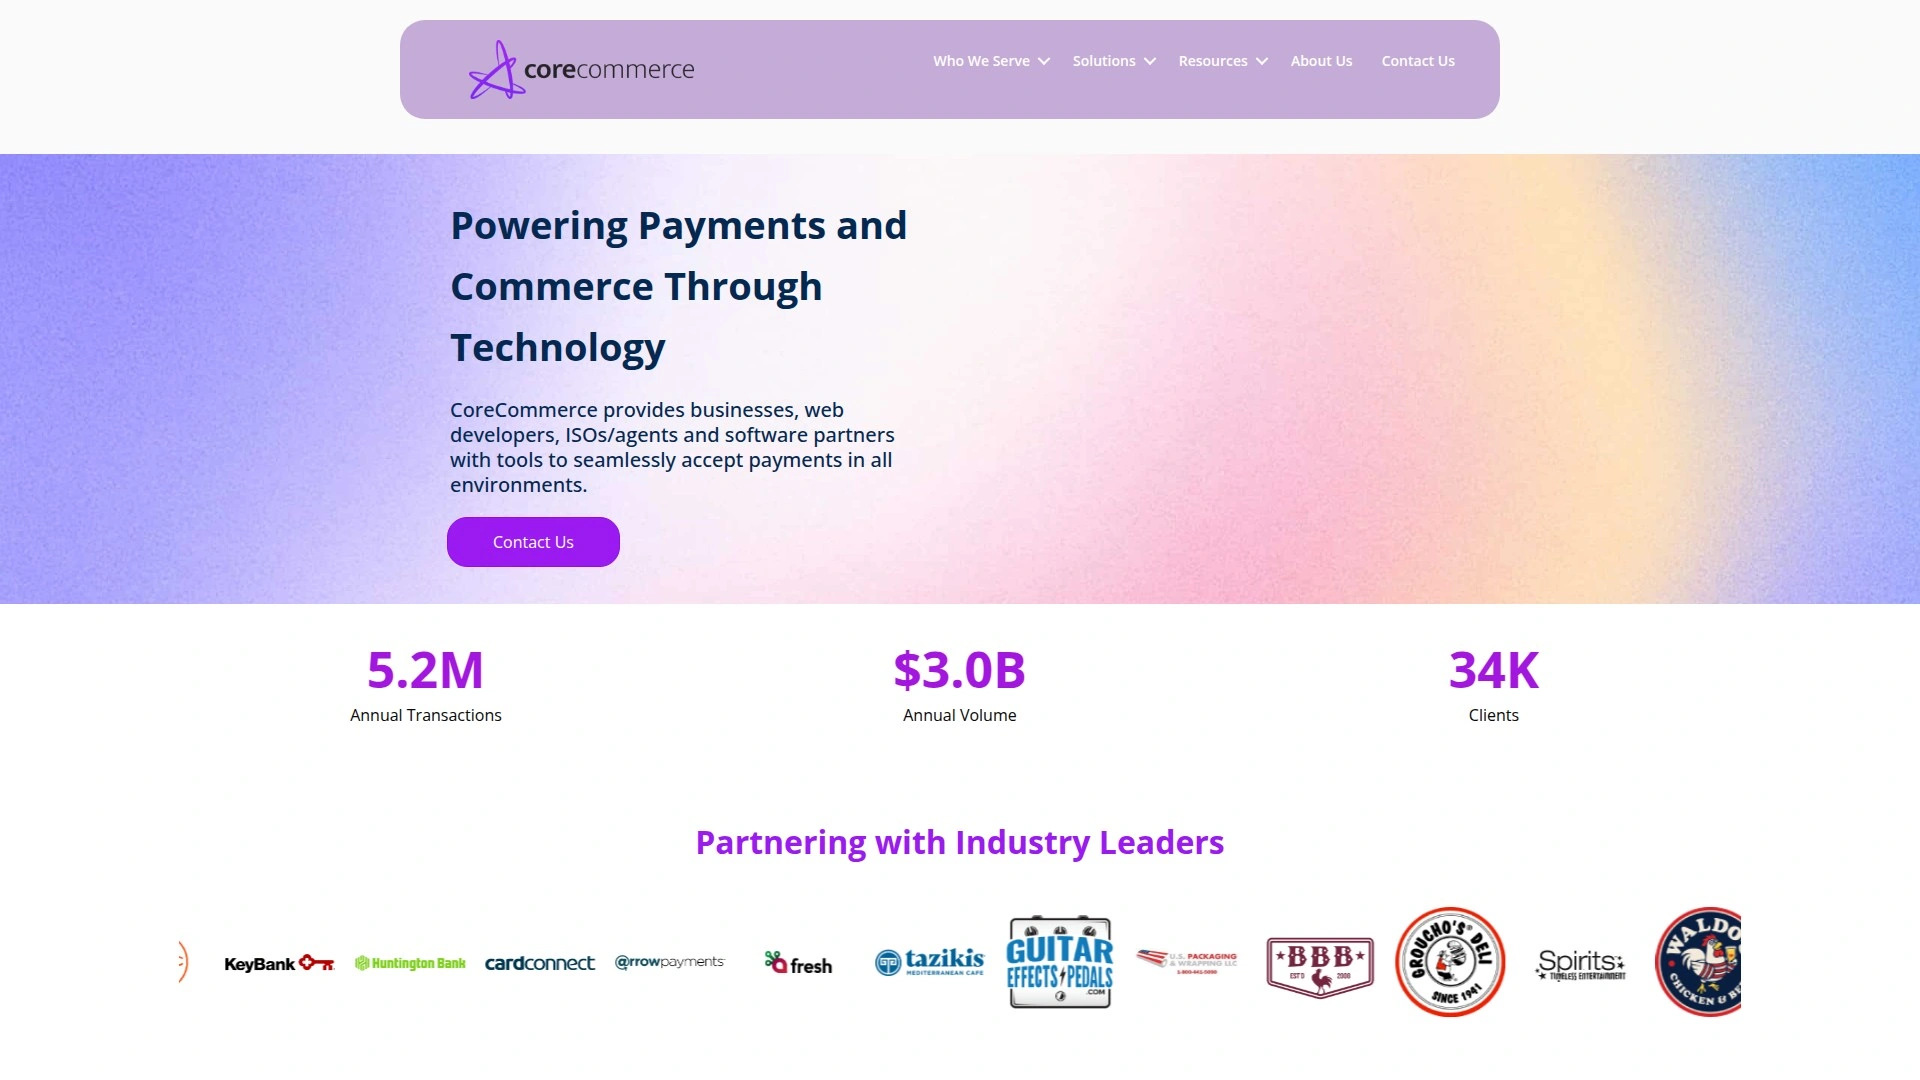 corecommerce
Who We Serve
Solutions
Resources
About Us
Contact Us
Powering Payments and
Commerce Through
Technology
CoreCommerce provides businesses, web
developers, ISOs/agents and software partners
with tools to seamlessly accept payments in all
environments.
Contact Us
5.2M
Annual Transactions
$3.0B
Annual Volume
34K
Clients
Partnering with Industry Leaders
KeyBank
Huntington Bank
cardconnect
@rrowpayments
fresh
tazikis
MEDITERRANEAN CAFE
GUITAR
EFFECTS PEDALS
.COM
U.S. PACKAGING
& WRAPPING LLC
BBB
EST D 2000
GROUCHO'S DELI
SINCE 1941
Spirits
TIMELESS ENTERTAINMENT
WALDO
CHICKEN & BE